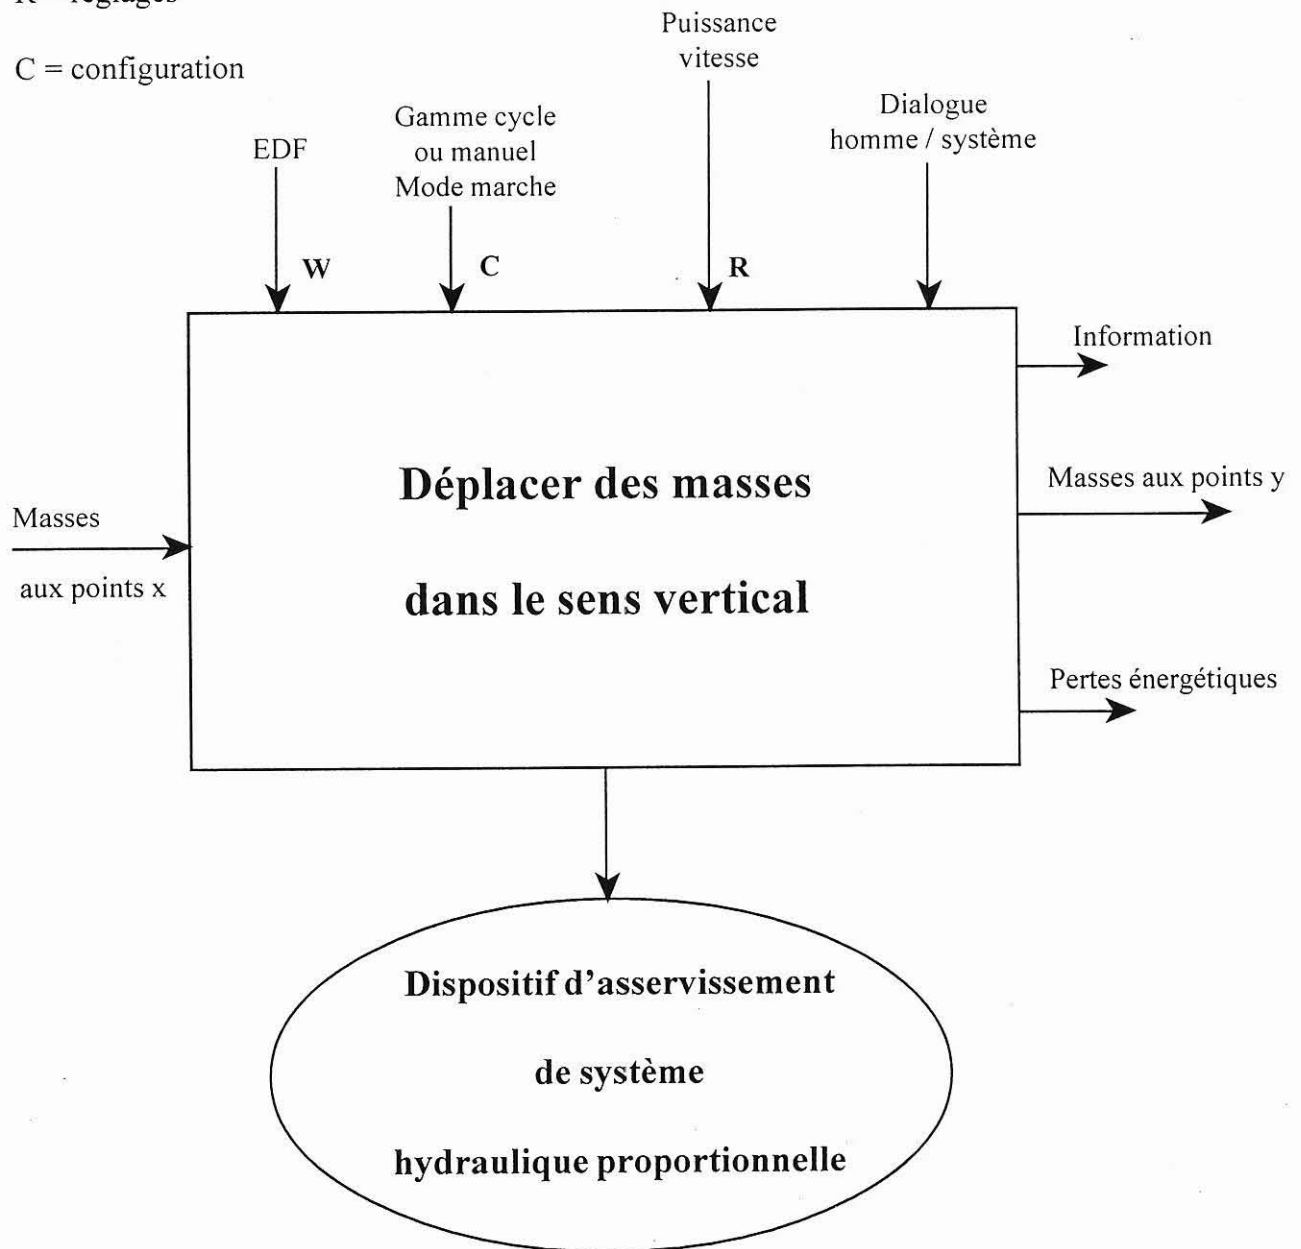 C = configuration
Puissance
vitesse
Gamme cycle
ou manuel
Mode marche
Dialogue
homme / système
EDF
W
C
R
Information
Déplacer des masses
dans le sens vertical
Masses aux points y
Masses
aux points x
Pertes énergétiques
Dispositif d'asservissement
de système
hydraulique proportionnelle